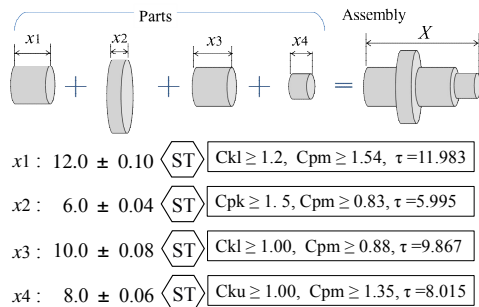 Parts Assembly
x1 x2 x3 x4 X
+ + + =
x1 : 12.0 ± 0.10 ST Ckl ≥ 1.2, Cpm ≥ 1.54, τ =11.983
x2 : 6.0 ± 0.04 ST Cpk ≥ 1. 5, Cpm ≥ 0.83, τ =5.995
x3 : 10.0 ± 0.08 ST Ckl ≥ 1.00, Cpm ≥ 0.88, τ =9.867
x4 : 8.0 ± 0.06 ST Cku ≥ 1.00, Cpm ≥ 1.35, τ =8.015